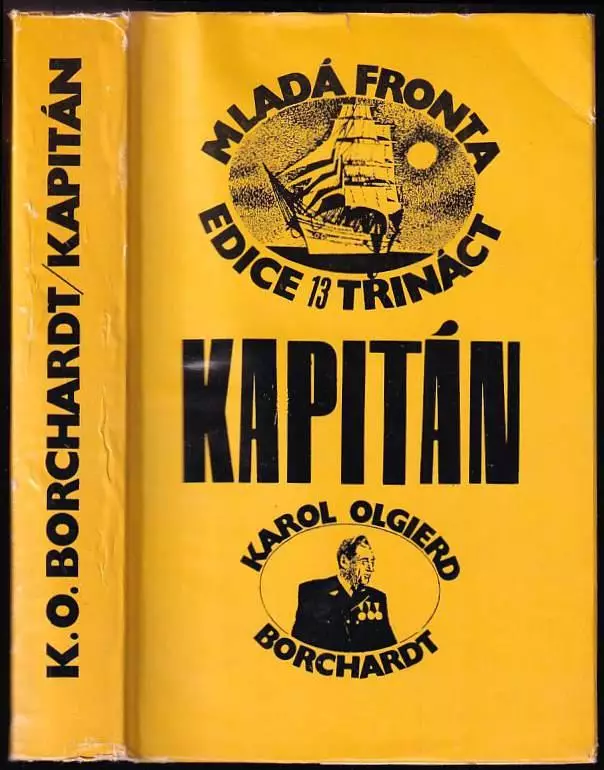 K.O. BORCHARDT/KAPITÁN
MLADÁ FRONTA
EDICE 13 TŘINÁCT
KAPITÁN
KAROL OLGIERD
BORCHARDT